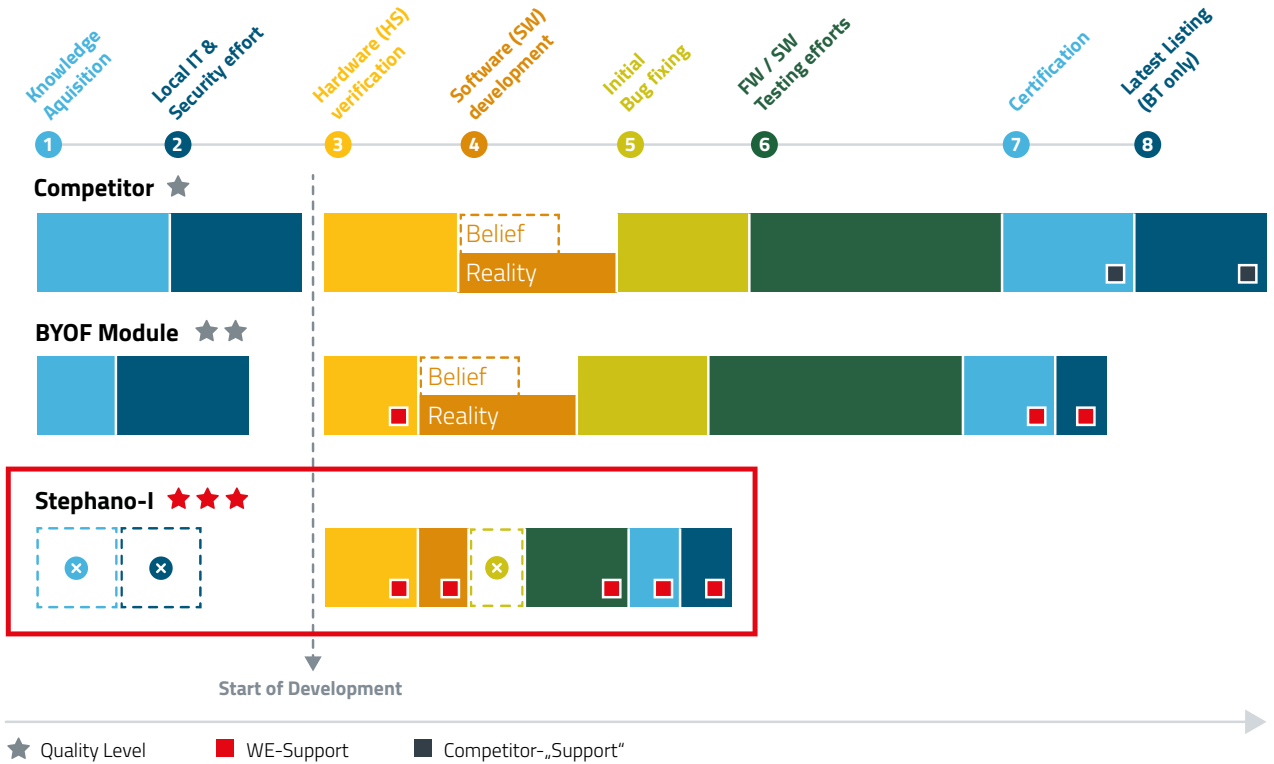 Knowledge
Aquisition
Local IT &
Security effort
Hardware (HS)
verification
Software (SW)
development
Initial
Bug fixing
FW / SW
Testing efforts
Certification
Latest Listing
(BT only)
1
2
3
4
5
6
7
8
Competitor
Belief
Reality
BYOF Module
Belief
Reality
Stephano-I
Start of Development
Quality Level
WE-Support
Competitor-„Support“